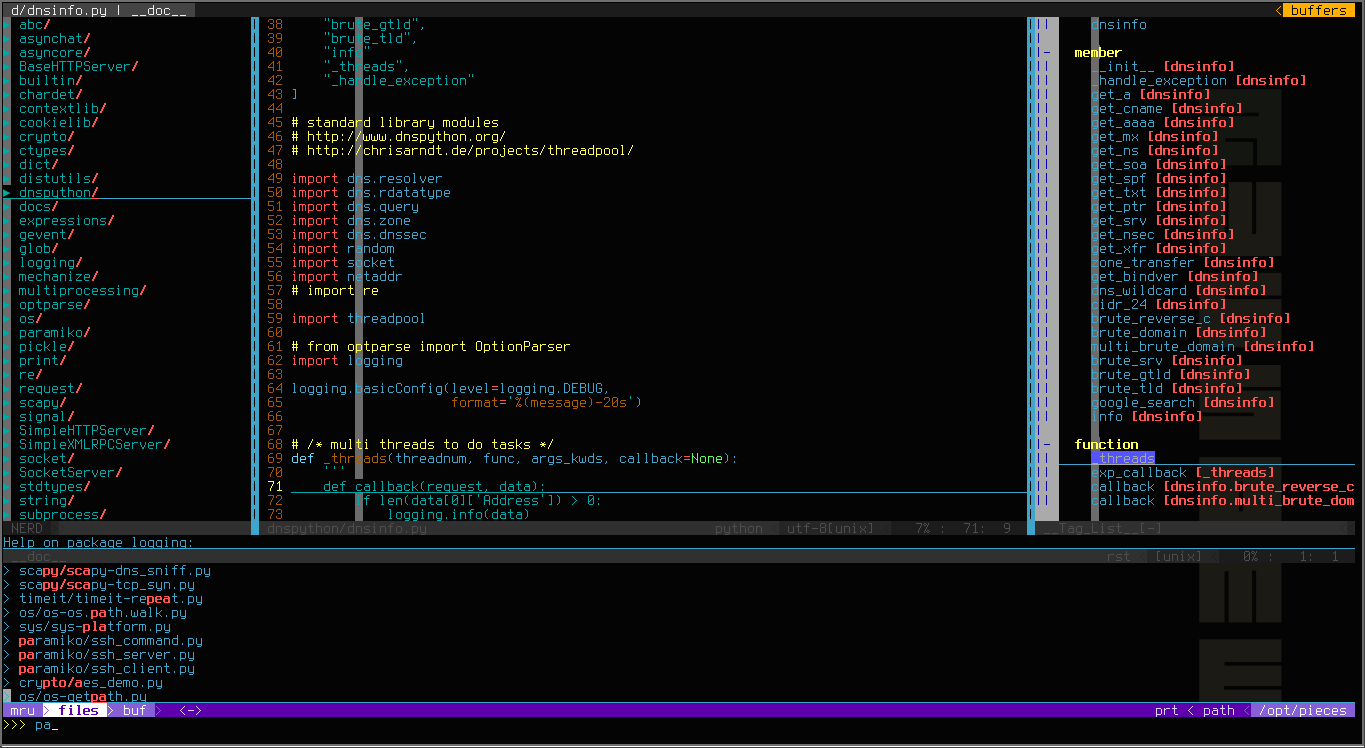 d/dnsinfo.py | __doc__
< buffers
abc/
asynchat/
asyncore/
BaseHTTPServer/
builtin/
chardet/
contextlib/
cookielib/
crypto/
ctypes/
dict/
distutils/
dnspython/
docs/
expressions/
gevent/
glob/
logging/
mechanize/
multiprocessing/
optparse/
os/
paramiko/
pickle/
print/
re/
request/
scapy/
signal/
SimpleHTTPServer/
SimpleXMLRPCServer/
socket/
SocketServer/
stdtypes/
string/
subprocess/
NERD
38 "brute_gtld",
39 "brute_tld",
40 "info"
41 "_threads",
42 "_handle_exception"
43 ]
44
45 # standard library modules
46 # http://www.dnspython.org/
47 # http://chrisarndt.de/projects/threadpool/
48
49 import dns.resolver
50 import dns.rdatatype
51 import dns.query
52 import dns.zone
53 import dns.dnssec
54 import random
55 import socket
56 import netaddr
57 # import re
58
59 import threadpool
60
61 # from optparse import OptionParser
62 import logging
63
64 logging.basicConfig(level=logging.DEBUG,
65 format='%(message)-20s')
66
67
68 # /* multi threads to do tasks */
69 def _threads(threadnum, func, args_kwds, callback=None):
70 '''
71 def callback(request, data):
72 if len(data[0]['Address']) > 0:
73 logging.info(data)
dnspython/dnsinfo.py python utf-8[unix] 7% : 71: 9
dnsinfo
- member
__init__ [dnsinfo]
_handle_exception [dnsinfo]
get_a [dnsinfo]
get_cname [dnsinfo]
get_aaaa [dnsinfo]
get_mx [dnsinfo]
get_ns [dnsinfo]
get_soa [dnsinfo]
get_spf [dnsinfo]
get_txt [dnsinfo]
get_ptr [dnsinfo]
get_srv [dnsinfo]
get_nsec [dnsinfo]
get_xfr [dnsinfo]
zone_transfer [dnsinfo]
get_bindver [dnsinfo]
dns_wildcard [dnsinfo]
cidr_24 [dnsinfo]
brute_reverse_c [dnsinfo]
brute_domain [dnsinfo]
multi_brute_domain [dnsinfo]
brute_srv [dnsinfo]
brute_gtld [dnsinfo]
brute_tld [dnsinfo]
google_search [dnsinfo]
info [dnsinfo]
- function
_threads
exp_callback [_threads]
callback [dnsinfo.brute_reverse_c
callback [dnsinfo.multi_brute_dom
__Tag_List__[-]
Help on package logging:
__doc__ rst [unix] 0% : 1: 1
> scapy/scapy-dns_sniff.py
> scapy/scapy-tcp_syn.py
> timeit/timeit-repeat.py
> os/os-os.path.walk.py
> sys/sys-platform.py
> paramiko/ssh_command.py
> paramiko/ssh_server.py
> paramiko/ssh_client.py
> crypto/aes_demo.py
> os/os-getpath.py
mru > files > buf > <-> prt < path < /opt/pieces
>>> pa_